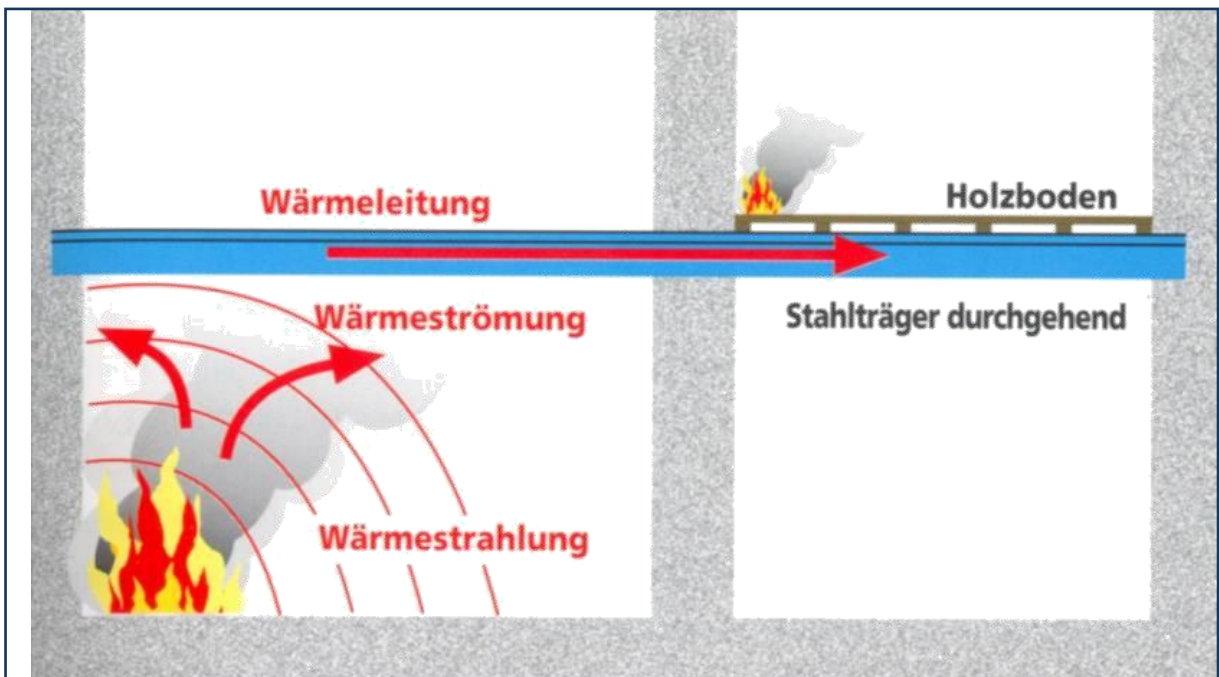 Wärmeleitung
Holzboden
Wärmeströmung
Stahlträger durchgehend
Wärmestrahlung